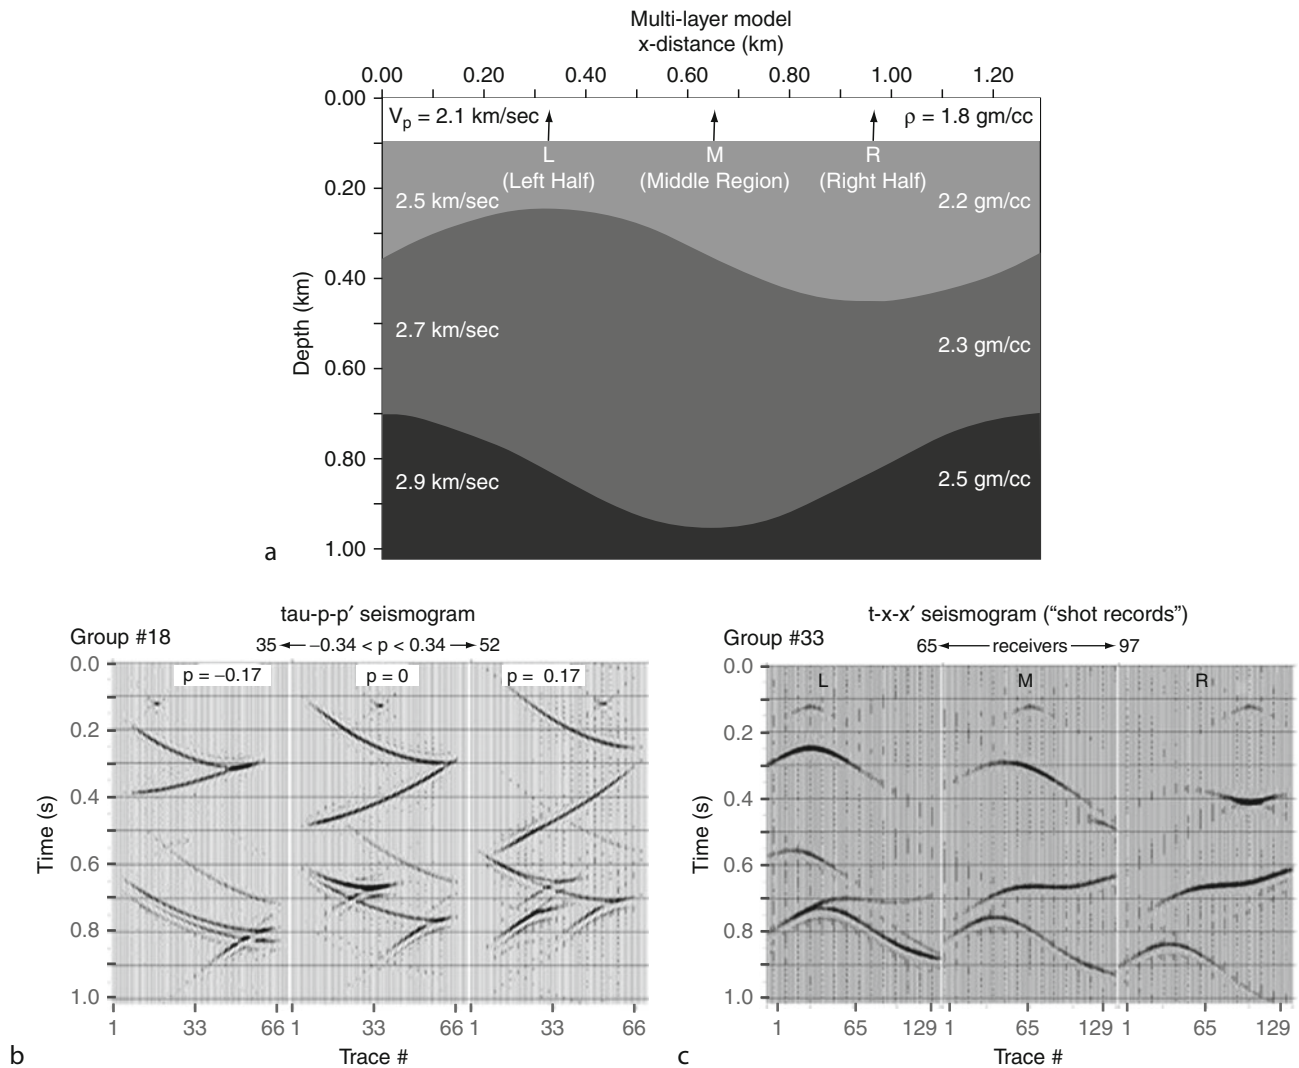 Multi-layer model
x-distance (km)
0.00 0.20 0.40 0.60 0.80 1.00 1.20
0.00
Vp = 2.1 km/sec
ρ = 1.8 gm/cc
L M R
(Left Half) (Middle Region) (Right Half)
0.20
2.5 km/sec 2.2 gm/cc
Depth (km)
0.40
2.7 km/sec 2.3 gm/cc
0.60
0.80
2.9 km/sec 2.5 gm/cc
1.00
a
tau-p-p′ seismogram
Group #18
35 −0.34 < p < 0.34 52
p = −0.17 p = 0 p = 0.17
Time (s)
0.0
0.2
0.4
0.6
0.8
1.0
1 33 66 1 33 66 1 33 66
Trace #
b
t-x-x′ seismogram (“shot records”)
Group #33
65 receivers 97
L M R
Time (s)
0.0
0.2
0.4
0.6
0.8
1.0
1 65 129 1 65 129 1 65 129
Trace #
c